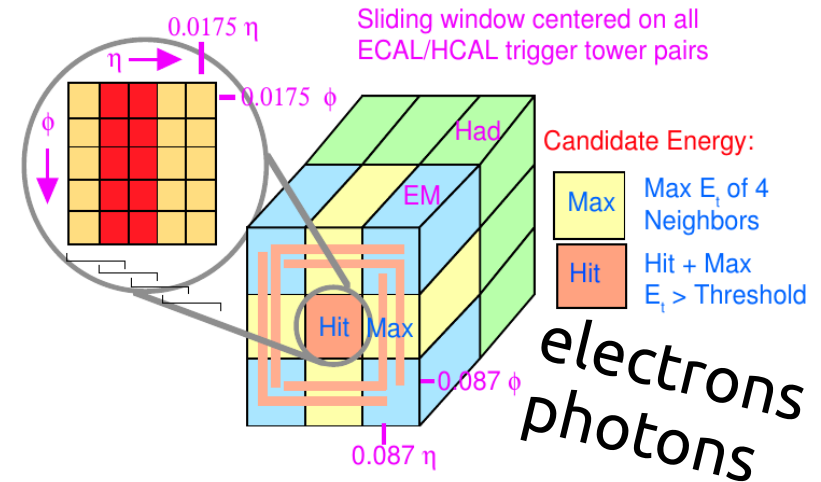 0.0175 η
Sliding window centered on all
ECAL/HCAL trigger tower pairs
η
0.0175 φ
ϕ
Had
EM
Candidate Energy:
Max
Max Et of 4
Neighbors
Hit
Hit + Max
Et > Threshold
Hit
Max
0.087 φ
0.087 η
electrons
photons